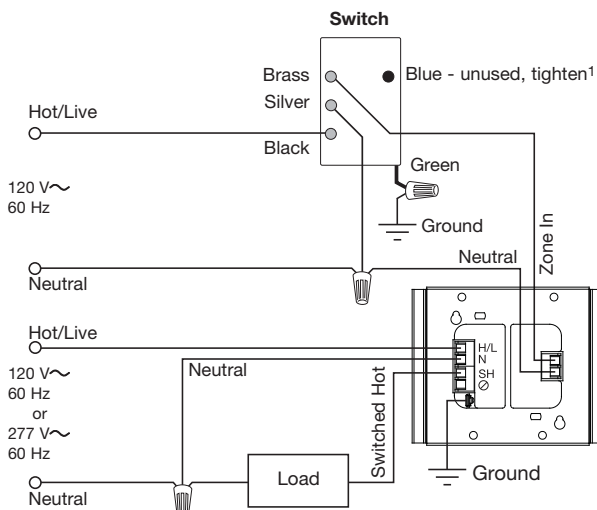 Switch
Brass
Blue - unused, tighten1
Silver
Hot/Live
Black
Green
120 V~
60 Hz
Ground
Neutral
Zone In
Neutral
Hot/Live
H/L
N
Neutral
SH
120 V~
60 Hz
or
277 V~
60 Hz
Switched Hot
Load
Ground
Neutral